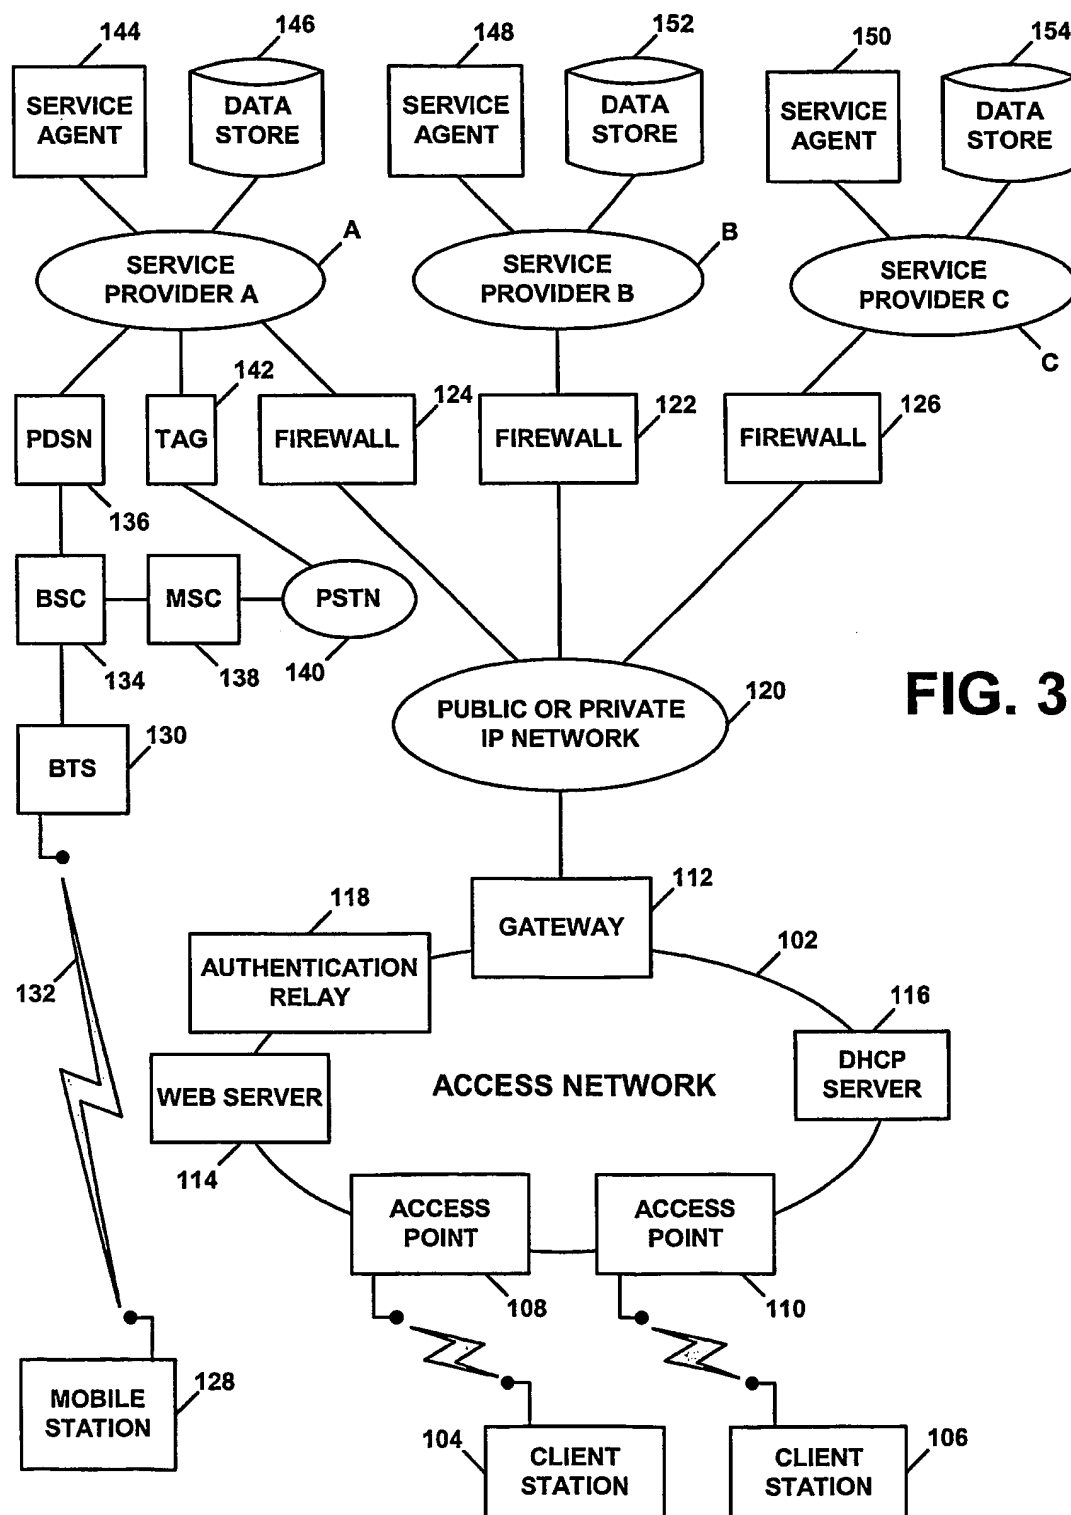 144
146
148
152
150
154
SERVICE
AGENT
DATA
STORE
SERVICE
AGENT
DATA
STORE
SERVICE
AGENT
DATA
STORE
A
B
SERVICE
PROVIDER A
SERVICE
PROVIDER B
SERVICE
PROVIDER C
C
142
124
122
126
PDSN
TAG
FIREWALL
FIREWALL
FIREWALL
136
BSC
MSC
PSTN
134
138
140
PUBLIC OR PRIVATE
IP NETWORK
120
FIG. 3
130
BTS
112
GATEWAY
118
102
AUTHENTICATION
RELAY
132
116
DHCP
SERVER
WEB SERVER
ACCESS NETWORK
114
ACCESS
POINT
ACCESS
POINT
108
110
MOBILE
STATION
128
104
CLIENT
STATION
CLIENT
STATION
106